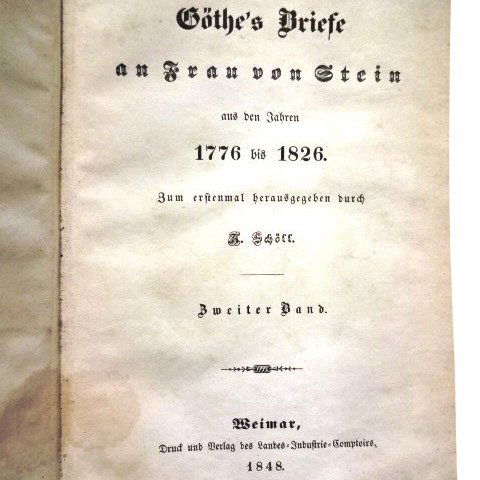 Göthe's Briefe
an Frau von Stein
aus den Jahren
1776 bis 1826.
Zum erstenmal herausgegeben durch
A. Schöll.
Zweiter Band.
Weimar,
Druck und Verlag des Landes-Industrie-Comptoirs.
1848.